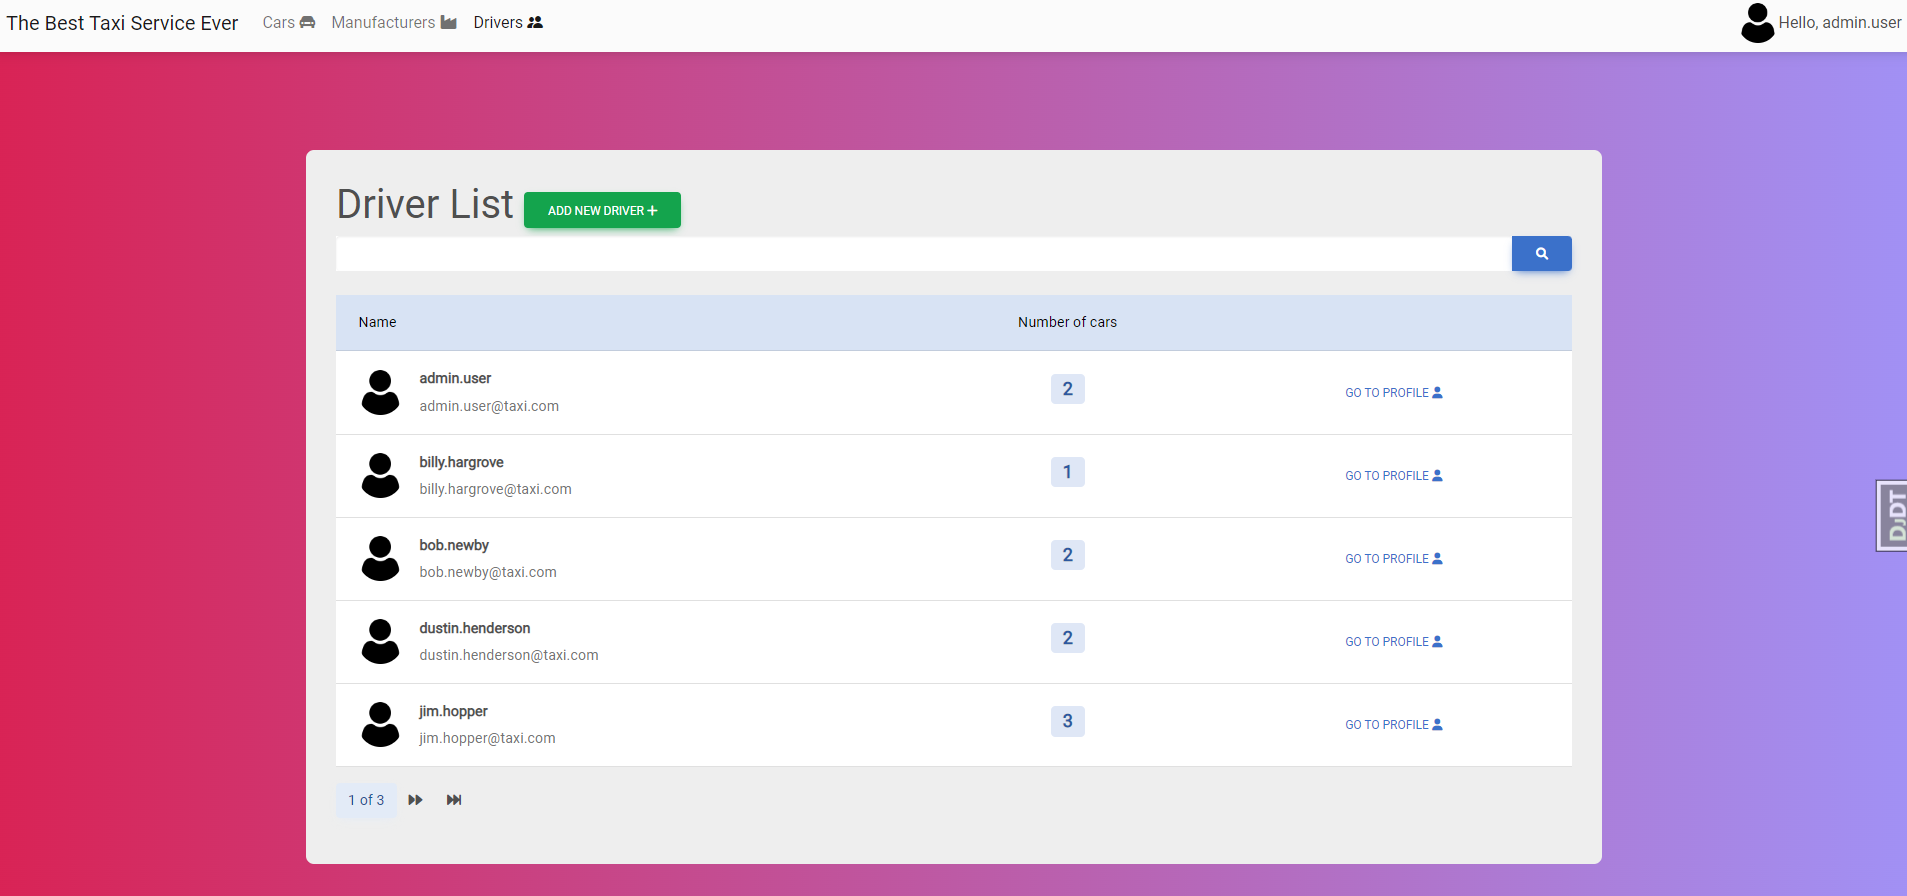 The Best Taxi Service Ever Cars Manufacturers Drivers Hello, admin.user
Driver List ADD NEW DRIVER
Name Number of cars
admin.user
admin.user@taxi.com
2 GO TO PROFILE
billy.hargrove
billy.hargrove@taxi.com
1 GO TO PROFILE
bob.newby
bob.newby@taxi.com
2 GO TO PROFILE
dustin.henderson
dustin.henderson@taxi.com
2 GO TO PROFILE
jim.hopper
jim.hopper@taxi.com
3 GO TO PROFILE
1 of 3
DJDT